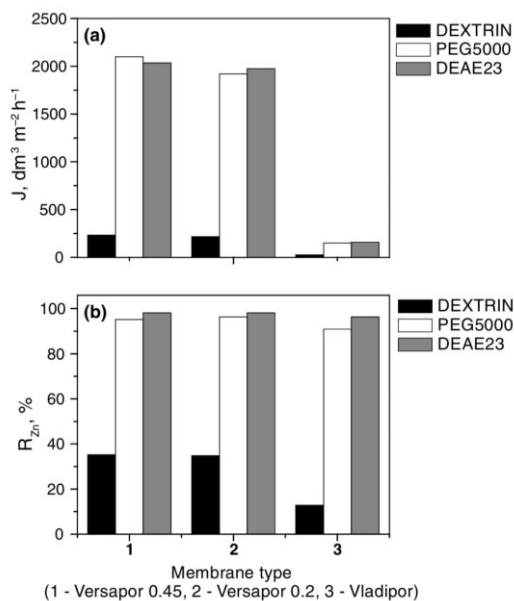 (a)
DEXTRIN
PEG5000
DEAE23
2500
2000
1500
1000
500
250
0
J, dm³ m⁻² h⁻¹
(b)
DEXTRIN
PEG5000
DEAE23
100
80
60
40
20
0
R_Zn, %
1 2 3
Membrane type
(1 - Versapor 0.45, 2 - Versapor 0.2, 3 - Vladipor)